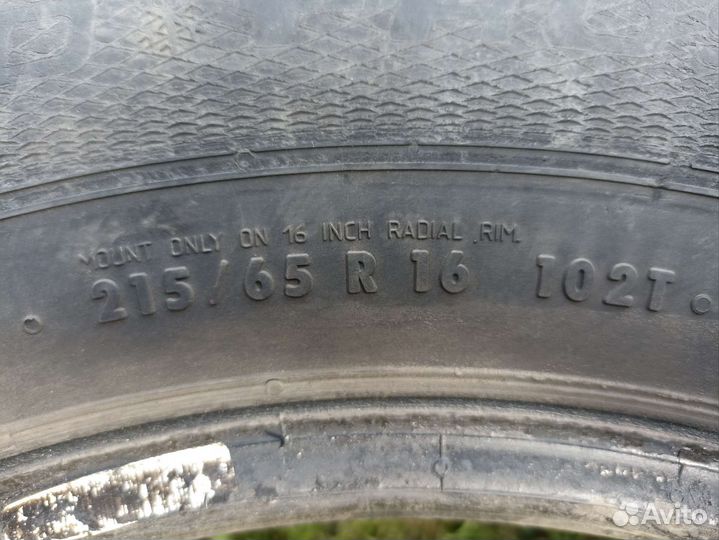 MOUNT ONLY ON 16 INCH RADIAL RIM.
215/65 R 16 102T
Avito